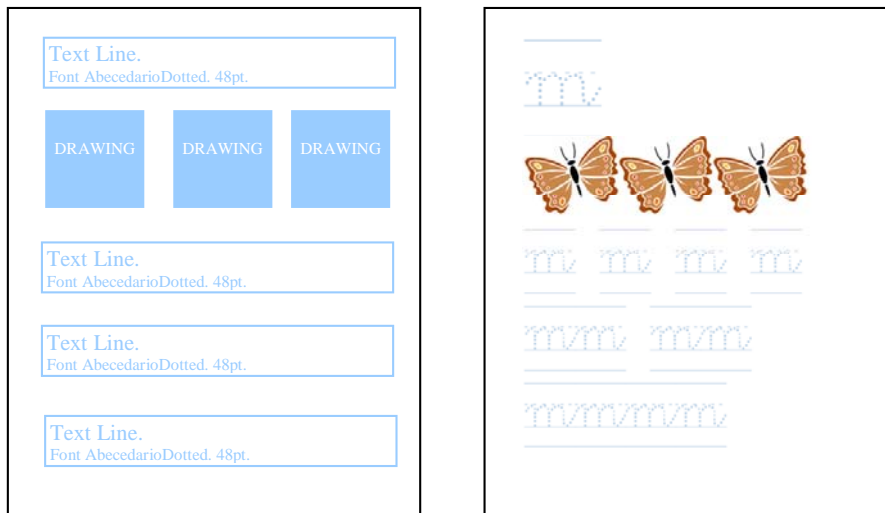 Text Line.
Font AbecedarioDotted. 48pt.
DRAWING DRAWING DRAWING
Text Line.
Font AbecedarioDotted. 48pt.
Text Line.
Font AbecedarioDotted. 48pt.
Text Line.
Font AbecedarioDotted. 48pt.
m
m m m m
mm mm
mmmm